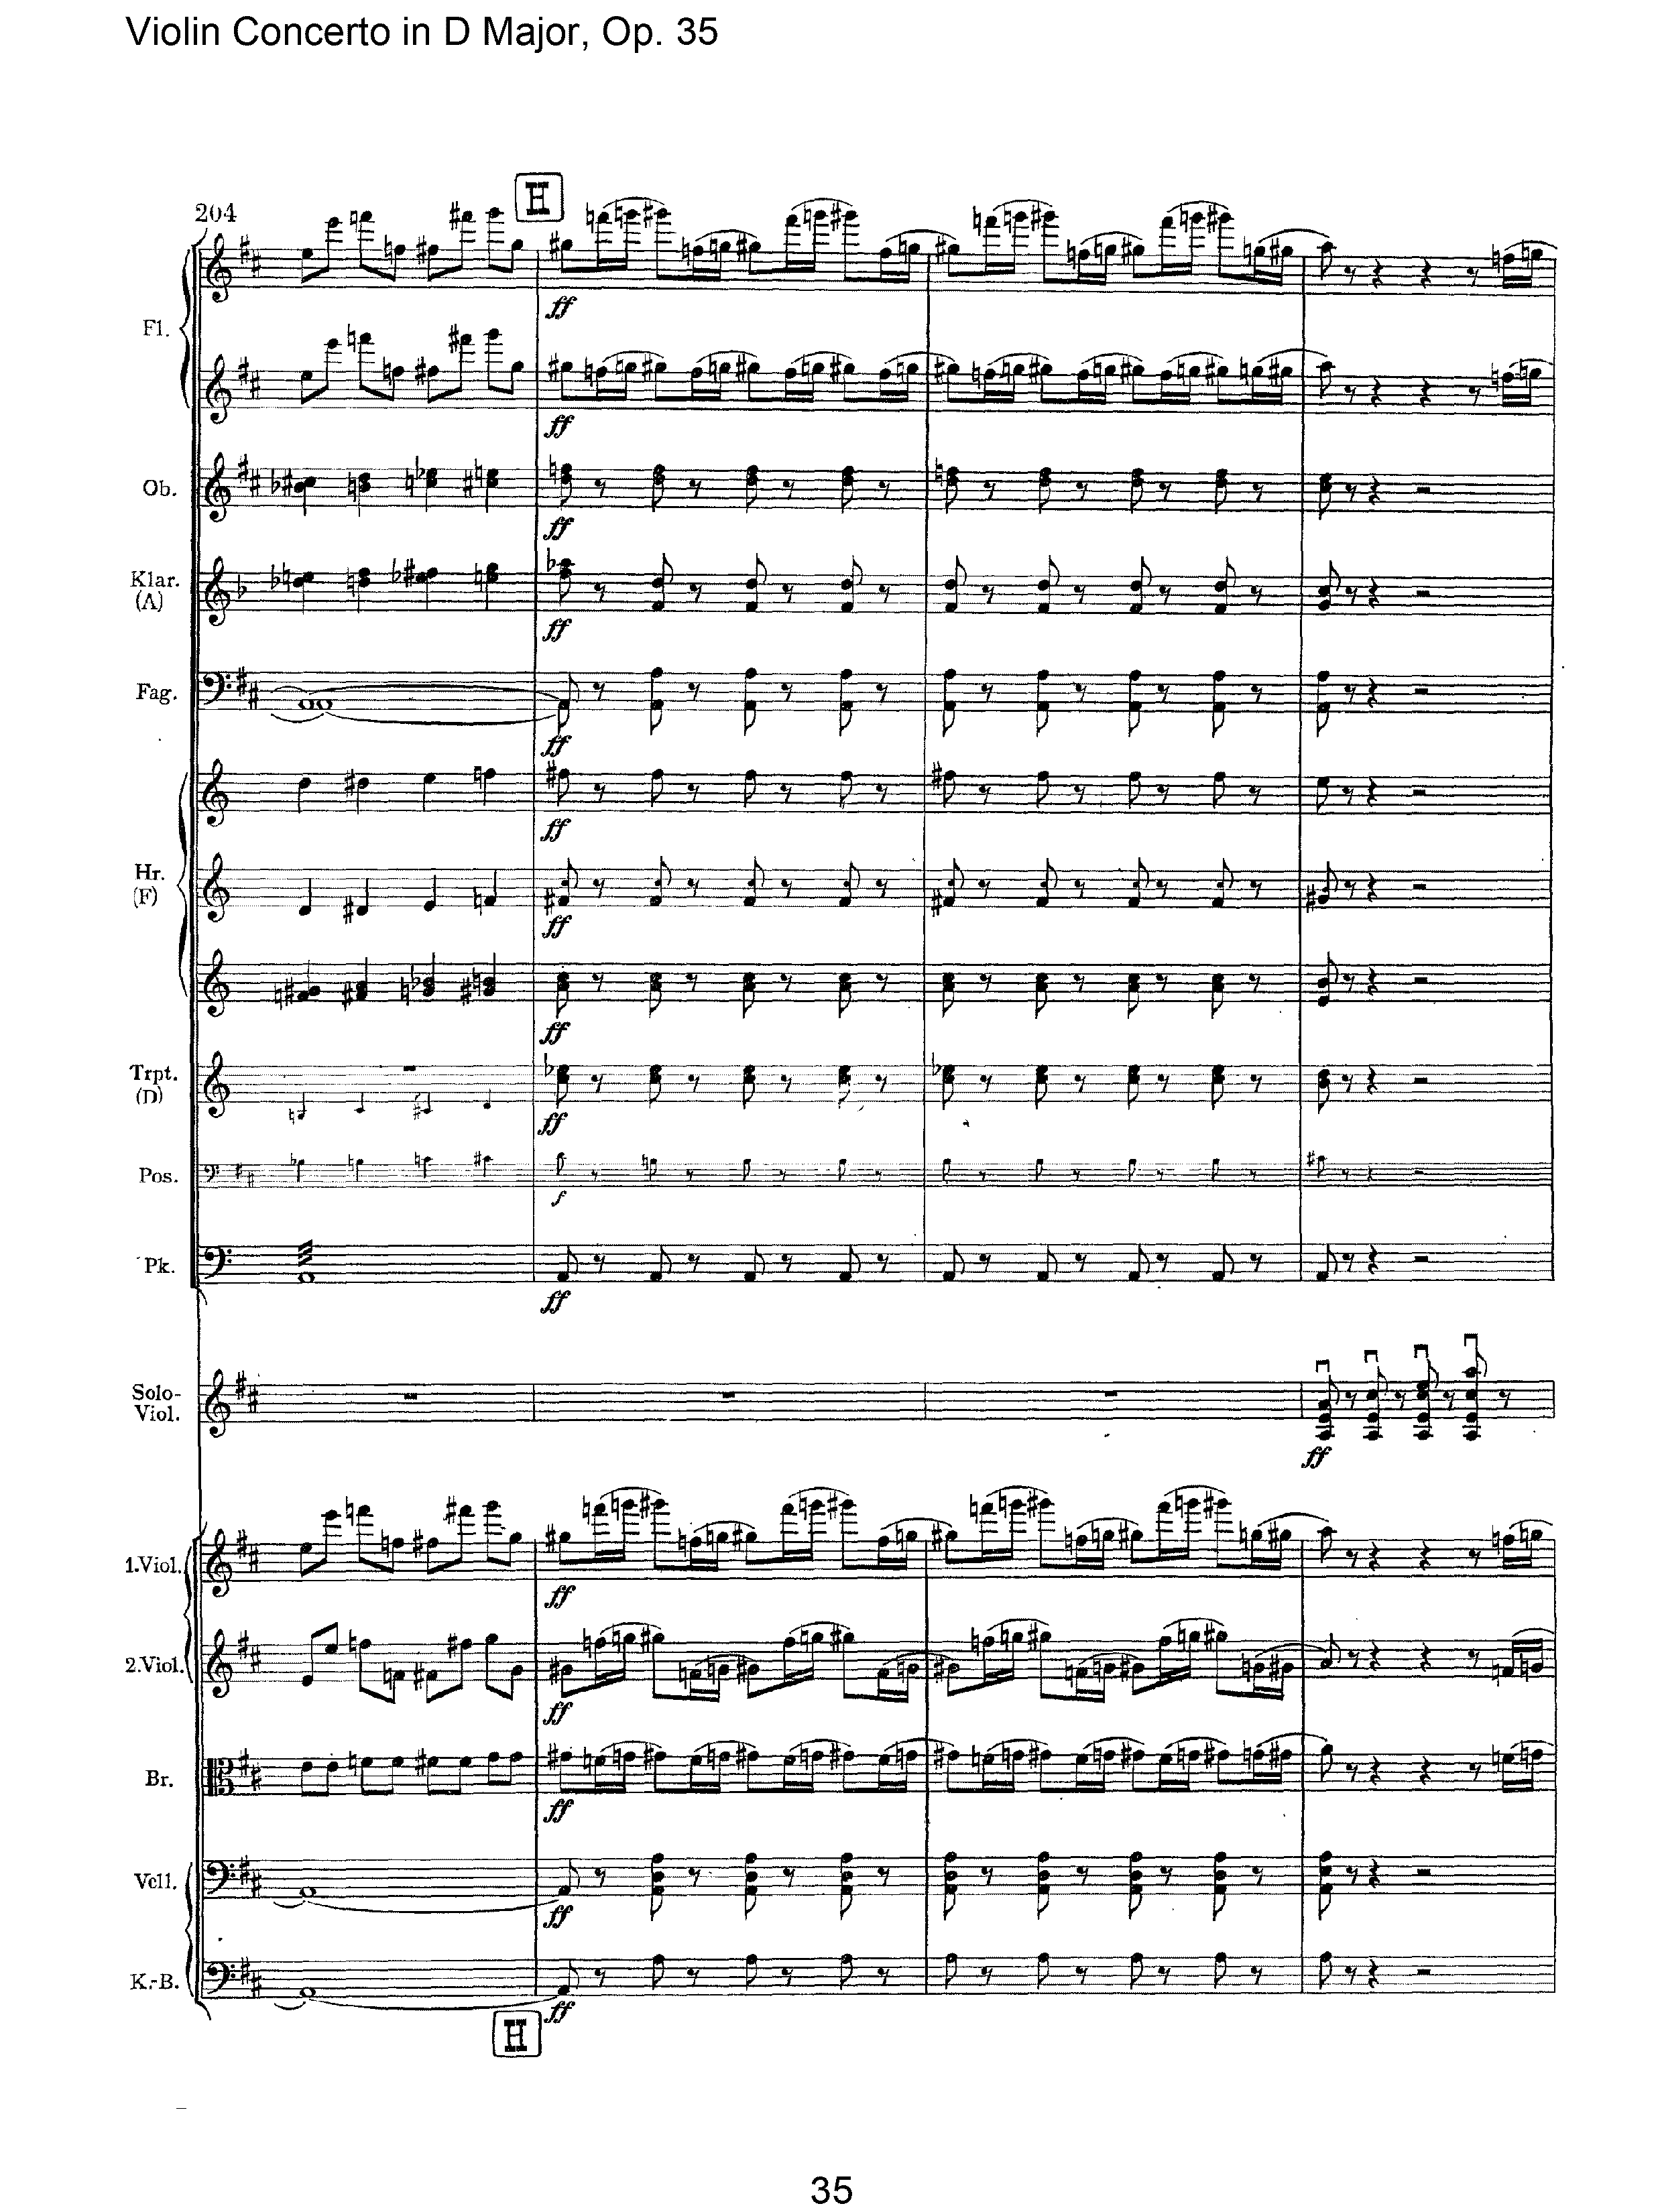 Violin Concerto in D Major, Op. 35
H
204
Fl.
ff
ff
Ob.
ff
Klar.
(A)
ff
Fag.
ff
ff
Hr.
(F)
ff
ff
Trpt.
(D)
ff
Pos.
f
Pk.
ff
Solo-
Viol.
ff
1.Viol.
ff
2.Viol.
ff
Br.
ff
Vcll.
ff
K.-B.
ff
H
35